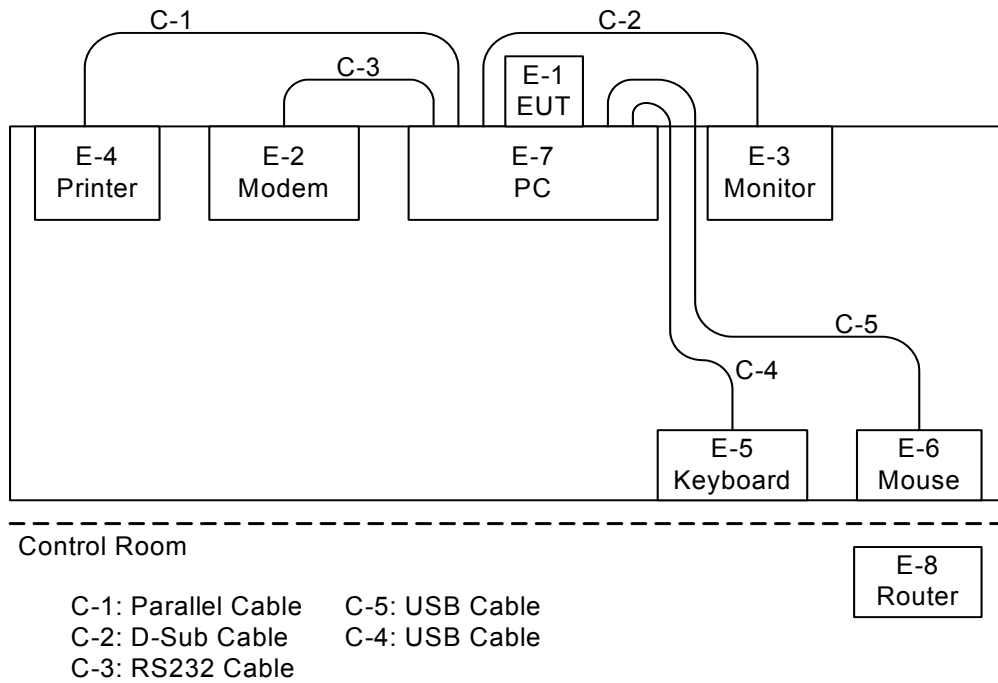 C-1
C-2
C-3
E-1
EUT
E-4
Printer
E-2
Modem
E-7
PC
E-3
Monitor
C-5
C-4
E-5
Keyboard
E-6
Mouse
Control Room
E-8
Router
C-1: Parallel Cable
C-5: USB Cable
C-2: D-Sub Cable
C-4: USB Cable
C-3: RS232 Cable